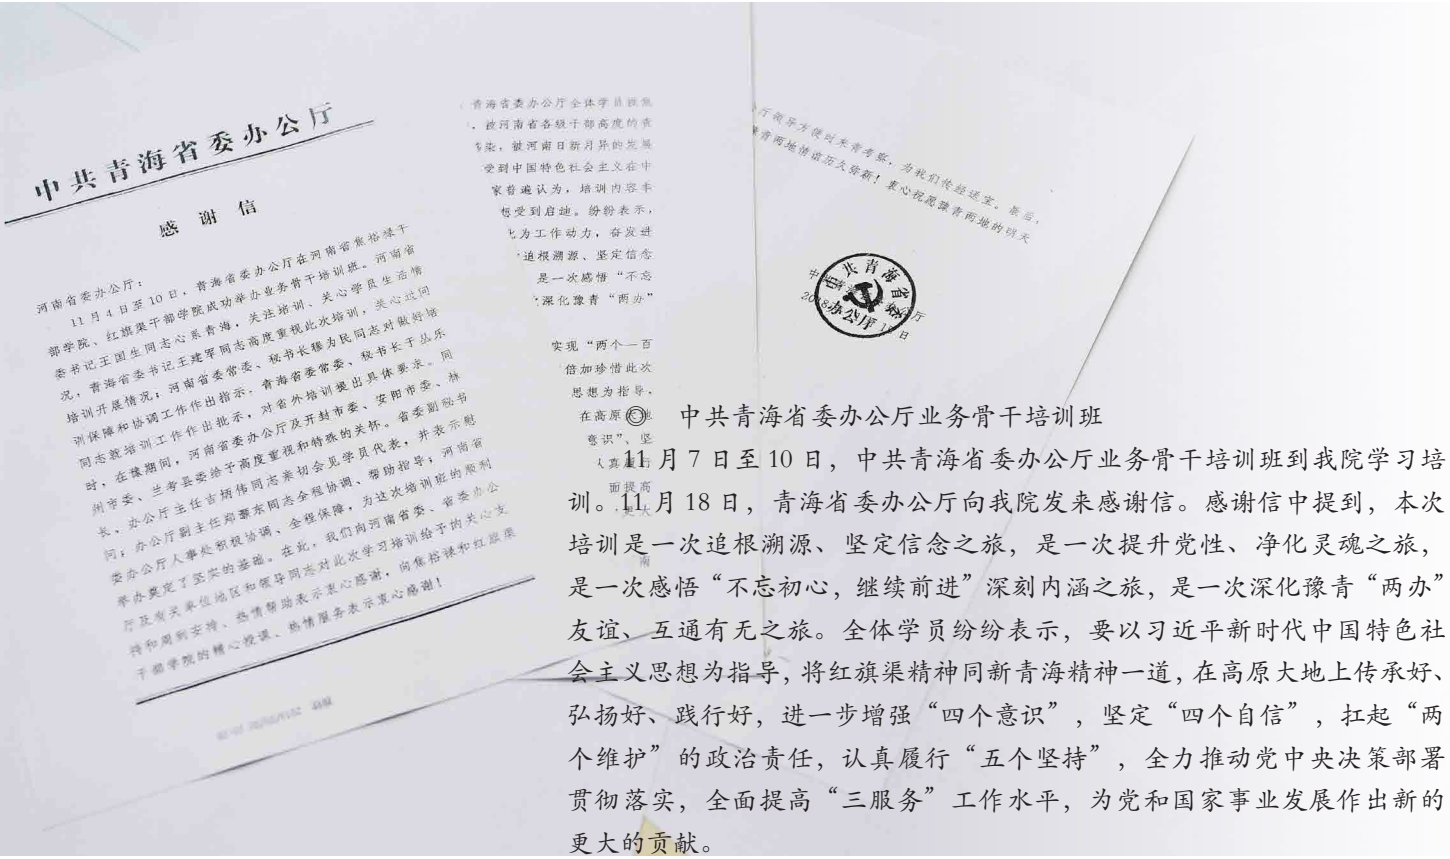 中共青海省委办公厅
感谢信
河南省委办公厅：
11月4日至10日，青海省委办公厅在河南省焦裕禄干
部学院、红旗渠干部学院成功举办业务骨干培训班。河南省
委书记王国生同志心系青海，关注培训、关心学员生活情
况，青海省委书记王建军同志高度重视此次培训，关心过问
培训开展情况；河南省委常委、秘书长穆为民同志对做好培
训保障和协调工作作出指示，青海省委常委、秘书长于丛乐
同志就培训工作作出批示，对省外培训提出具体要求。同
时，在豫期间，河南省委办公厅及开封市委、安阳市委、林
州市委、兰考县委给予高度重视和特殊的关怀。省委副秘书
长、办公厅主任吉炳伟同志亲切会见学员代表，并表示慰
问；办公厅副主任郑东同志全程协调、帮助指导；河南省
委办公厅人事处积极协调、全程保障，为这次培训班的顺利
举办奠定了坚实的基础。在此，我们向河南省委、省委办公
厅及有关单位地区和领导同志对此次学习培训给予的关心支
持和周到安排、热情帮助表示衷心感谢，向焦裕禄和红旗渠
干部学院的精心授课、热情服务表示衷心感谢！
青海省委办公厅全体学员
，被河南省各级干部高度的责
染；被河南日新月异的发展
受到中国特色社会主义在中
家普遍认为，培训内容丰
想受到启迪。纷纷表示，
化为工作动力，奋发进
追根溯源、坚定信念
是一次感悟“不忘
深化豫青“两办”
实现“两个一百
倍加珍惜此次
思想为指导，
在高原大地
意识”、坚
认真履行
面提高
更大
南
厅领导方便时来青考察，为我们传经送宝。最后，
豫青两地情谊历久弥新！衷心祝愿豫青两地的明天
中共青海省委
办公厅
◎ 中共青海省委办公厅业务骨干培训班
11月7日至10日，中共青海省委办公厅业务骨干培训班到我院学习培
训。11月18日，青海省委办公厅向我院发来感谢信。感谢信中提到，本次
培训是一次追根溯源、坚定信念之旅，是一次提升党性、净化灵魂之旅，
是一次感悟“不忘初心，继续前进”深刻内涵之旅，是一次深化豫青“两办”
友谊、互通有无之旅。全体学员纷纷表示，要以习近平新时代中国特色社
会主义思想为指导，将红旗渠精神同新青海精神一道，在高原大地上传承好、
弘扬好、践行好，进一步增强“四个意识”，坚定“四个自信”，扛起“两
个维护”的政治责任，认真履行“五个坚持”，全力推动党中央决策部署
贯彻落实，全面提高“三服务”工作水平，为党和国家事业发展作出新的
更大的贡献。